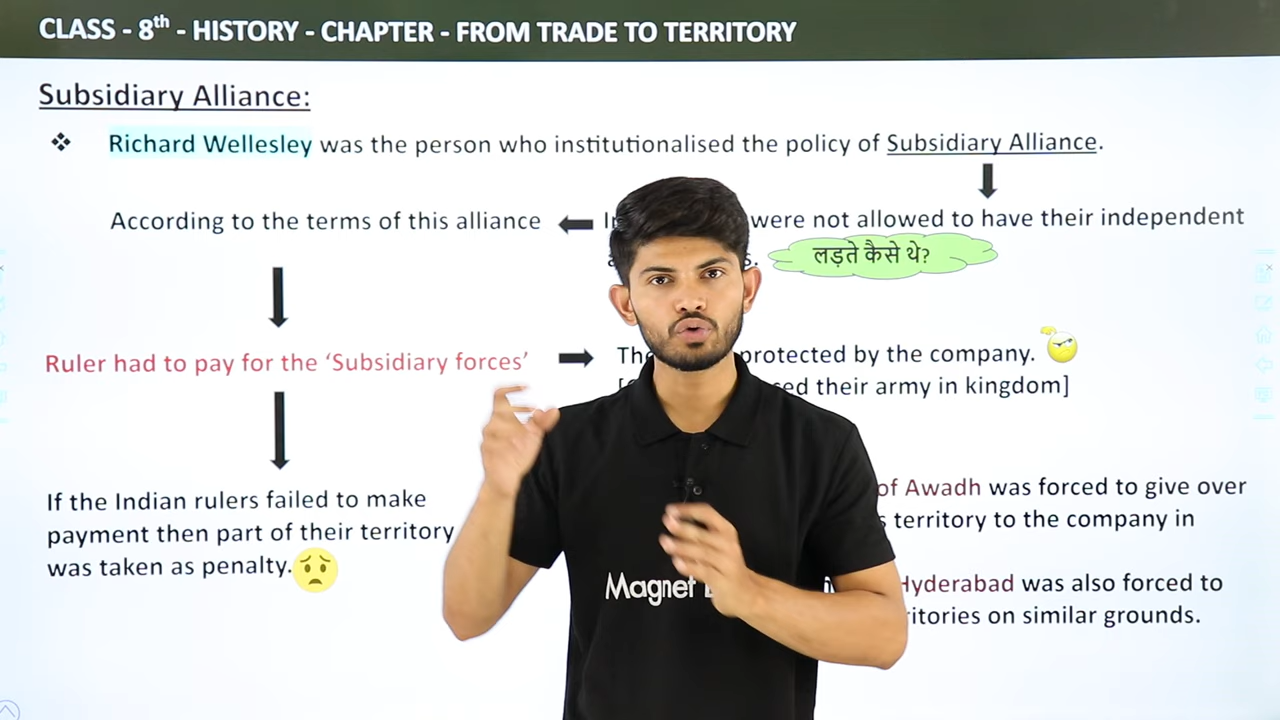 CLASS - 8th - HISTORY - CHAPTER - FROM TRADE TO TERRITORY
Subsidiary Alliance:
❖ Richard Wellesley was the person who institutionalised the policy of Subsidiary Alliance.
According to the terms of this alliance
were not allowed to have their independent
लड़ते कैसे थे?
Ruler had to pay for the ‘Subsidiary forces’
protected by the company.
their army in kingdom]
If the Indian rulers failed to make
payment then part of their territory
was taken as penalty.
of Awadh was forced to give over
territory to the company in
Hyderabad was also forced to
on similar grounds.
Magnet